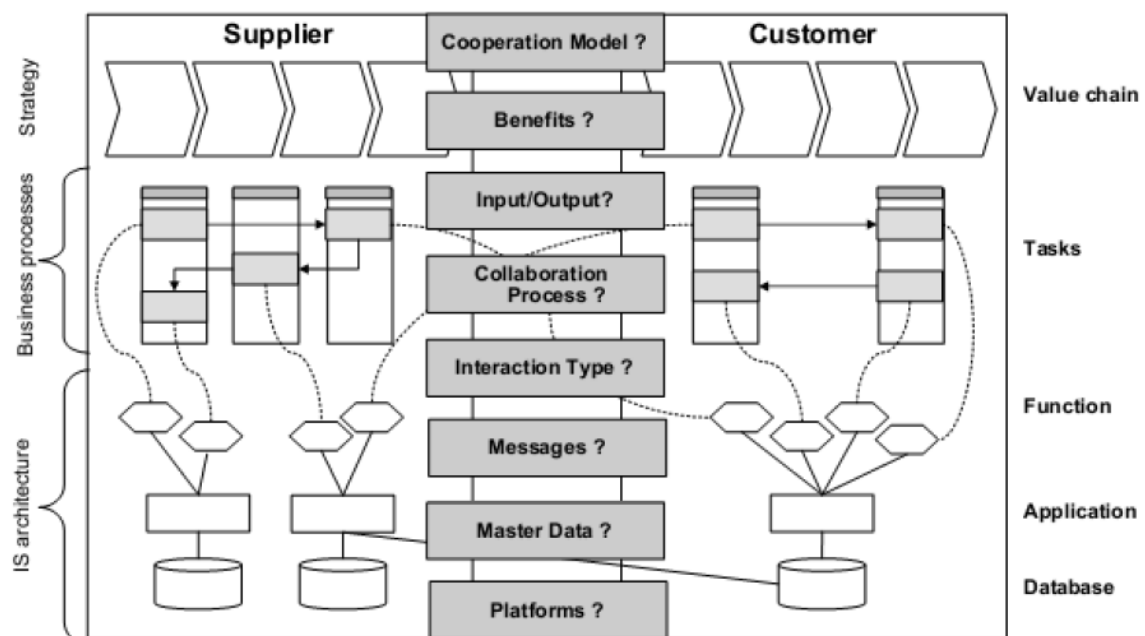 Supplier
Cooperation Model ?
Customer
Strategy
Value chain
Benefits ?
Business processes
Input/Output?
Tasks
Collaboration
Process ?
Interaction Type ?
Function
IS architecture
Messages ?
Application
Master Data ?
Database
Platforms ?